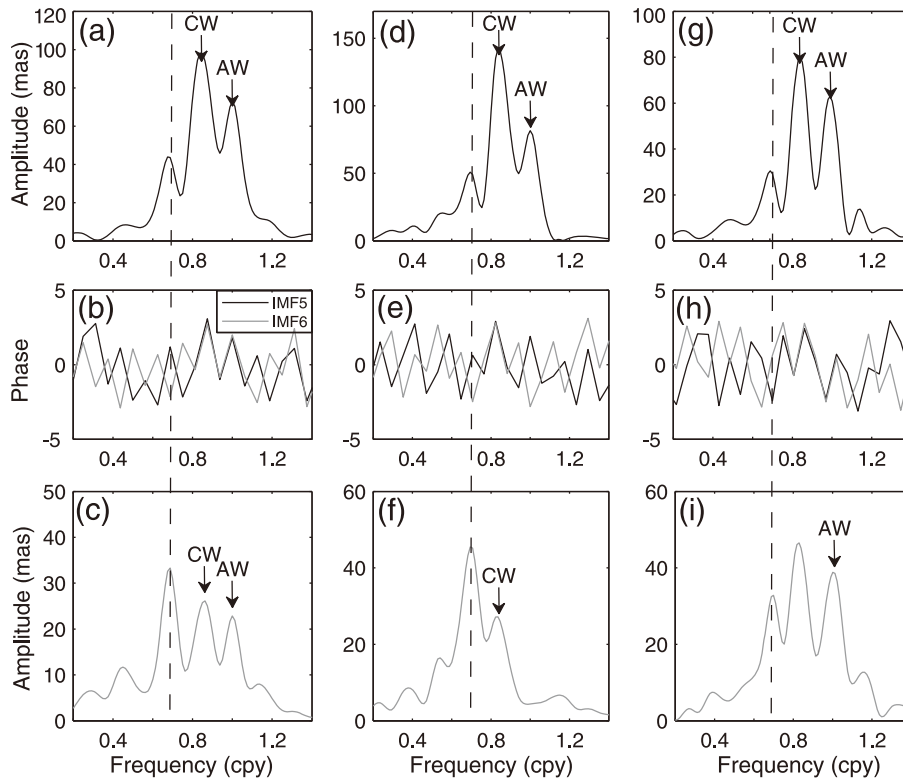 (a)
CW
AW
Amplitude (mas)
120
100
80
60
40
20
0
0.4
0.8
1.2
(d)
CW
AW
150
100
50
0
0.4
0.8
1.2
(g)
CW
AW
100
80
60
40
20
0
0.4
0.8
1.2
(b)
IMF5
IMF6
Phase
5
0
-5
0.4
0.8
1.2
(e)
5
0
-5
0.4
0.8
1.2
(h)
5
0
-5
0.4
0.8
1.2
(c)
CW
AW
Amplitude (mas)
50
40
30
20
10
0
0.4
0.8
1.2
Frequency (cpy)
(f)
CW
60
40
20
0
0.4
0.8
1.2
Frequency (cpy)
(i)
AW
60
40
20
0
0.4
0.8
1.2
Frequency (cpy)